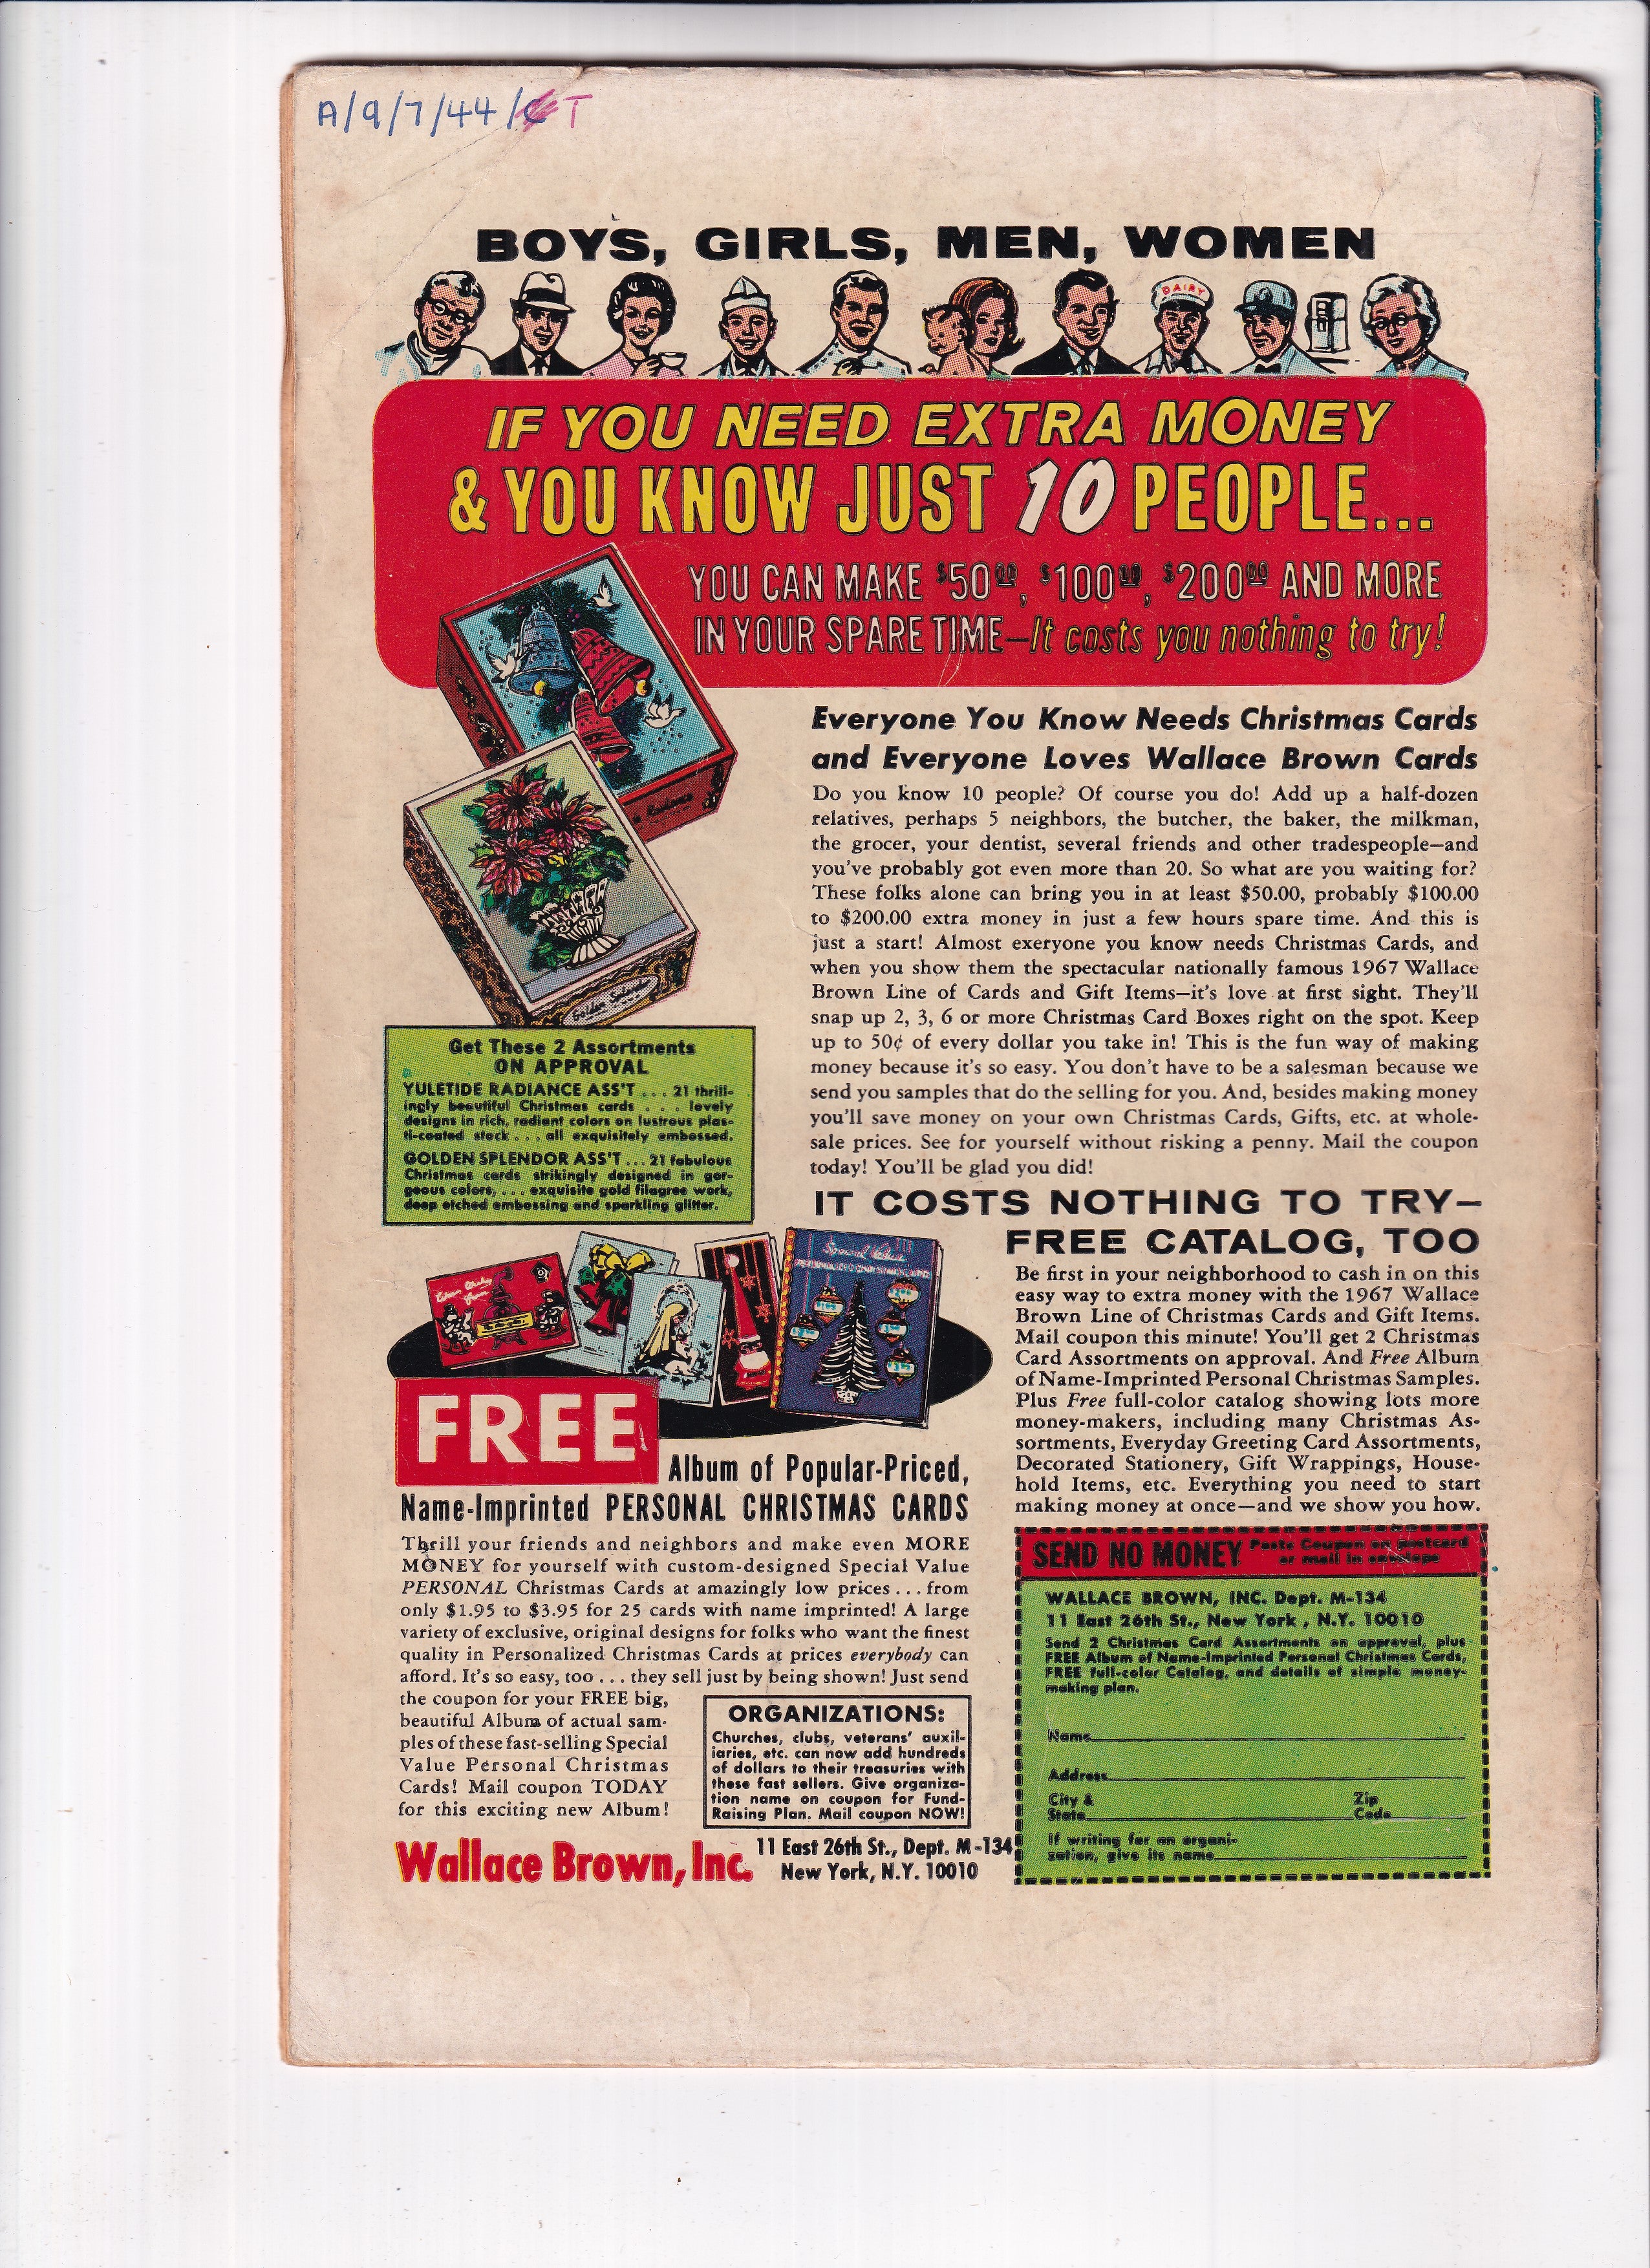 A/9/7/44/ T
BOYS, GIRLS, MEN, WOMEN
DAIRY
IF YOU NEED EXTRA MONEY
& YOU KNOW JUST 10 PEOPLE...
YOU CAN MAKE $50.00, $100.00, $200.00 AND MORE
IN YOUR SPARE TIME—It costs you nothing to try!
Radiance
Golden Splendor
Get These 2 Assortments
ON APPROVAL
YULETIDE RADIANCE ASS'T ... 21 thrill-
ingly beautiful Christmas cards .... lovely
designs in rich, radiant colors on lustrous plas-
ti-coated stock ... all exquisitely embossed.
GOLDEN SPLENDOR ASS'T ... 21 fabulous
Christmas cards strikingly designed in gor-
geous colors, ... exquisite gold filagree work,
deep etched embossing and sparkling glitter.
Everyone You Know Needs Christmas Cards
and Everyone Loves Wallace Brown Cards
Do you know 10 people? Of course you do! Add up a half-dozen
relatives, perhaps 5 neighbors, the butcher, the baker, the milkman,
the grocer, your dentist, several friends and other tradespeople—and
you've probably got even more than 20. So what are you waiting for?
These folks alone can bring you in at least $50.00, probably $100.00
to $200.00 extra money in just a few hours spare time. And this is
just a start! Almost exeryone you know needs Christmas Cards, and
when you show them the spectacular nationally famous 1967 Wallace
Brown Line of Cards and Gift Items—it's love at first sight. They'll
snap up 2, 3, 6 or more Christmas Card Boxes right on the spot. Keep
up to 50¢ of every dollar you take in! This is the fun way of making
money because it's so easy. You don't have to be a salesman because we
send you samples that do the selling for you. And, besides making money
you'll save money on your own Christmas Cards, Gifts, etc. at whole-
sale prices. See for yourself without risking a penny. Mail the coupon
today! You'll be glad you did!
IT COSTS NOTHING TO TRY—
FREE CATALOG, TOO
Be first in your neighborhood to cash in on this
easy way to extra money with the 1967 Wallace
Brown Line of Christmas Cards and Gift Items.
Mail coupon this minute! You'll get 2 Christmas
Card Assortments on approval. And Free Album
of Name-Imprinted Personal Christmas Samples.
Plus Free full-color catalog showing lots more
money-makers, including many Christmas As-
sortments, Everyday Greeting Card Assortments,
Decorated Stationery, Gift Wrappings, House-
hold Items, etc. Everything you need to start
making money at once—and we show you how.
Special Value
PERSONAL CHRISTMAS CARDS
FREE
Album of Popular-Priced,
Name-Imprinted PERSONAL CHRISTMAS CARDS
Thrill your friends and neighbors and make even MORE
MONEY for yourself with custom-designed Special Value
PERSONAL Christmas Cards at amazingly low prices ... from
only $1.95 to $3.95 for 25 cards with name imprinted! A large
variety of exclusive, original designs for folks who want the finest
quality in Personalized Christmas Cards at prices everybody can
afford. It's so easy, too ... they sell just by being shown! Just send
the coupon for your FREE big,
beautiful Album of actual sam-
ples of these fast-selling Special
Value Personal Christmas
Cards! Mail coupon TODAY
for this exciting new Album!
ORGANIZATIONS:
Churches, clubs, veterans' auxil-
iaries, etc. can now add hundreds
of dollars to their treasuries with
these fast sellers. Give organiza-
tion name on coupon for Fund-
Raising Plan. Mail coupon NOW!
Wallace Brown, Inc.
11 East 26th St., Dept. M-134
New York, N.Y. 10010
SEND NO MONEY Paste Coupon on postcard
or mail in envelope
WALLACE BROWN, INC. Dept. M-134
11 East 26th St., New York , N.Y. 10010
Send 2 Christmas Card Assortments on approval, plus
FREE Album of Name-Imprinted Personal Christmas Cards,
FREE full-color Catalog, and details of simple money-
making plan.
Name
Address
City & Zip
State Code
If writing for an organi-
zation, give its name